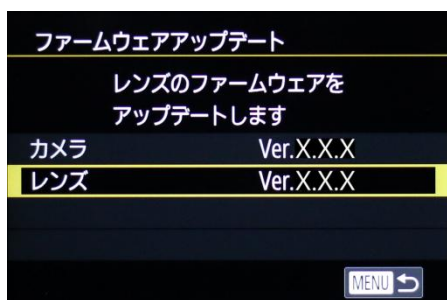 ファームウェアアップデート
レンズのファームウェアを
アップデートします
カメラ Ver.X.X.X
レンズ Ver.X.X.X
MENU